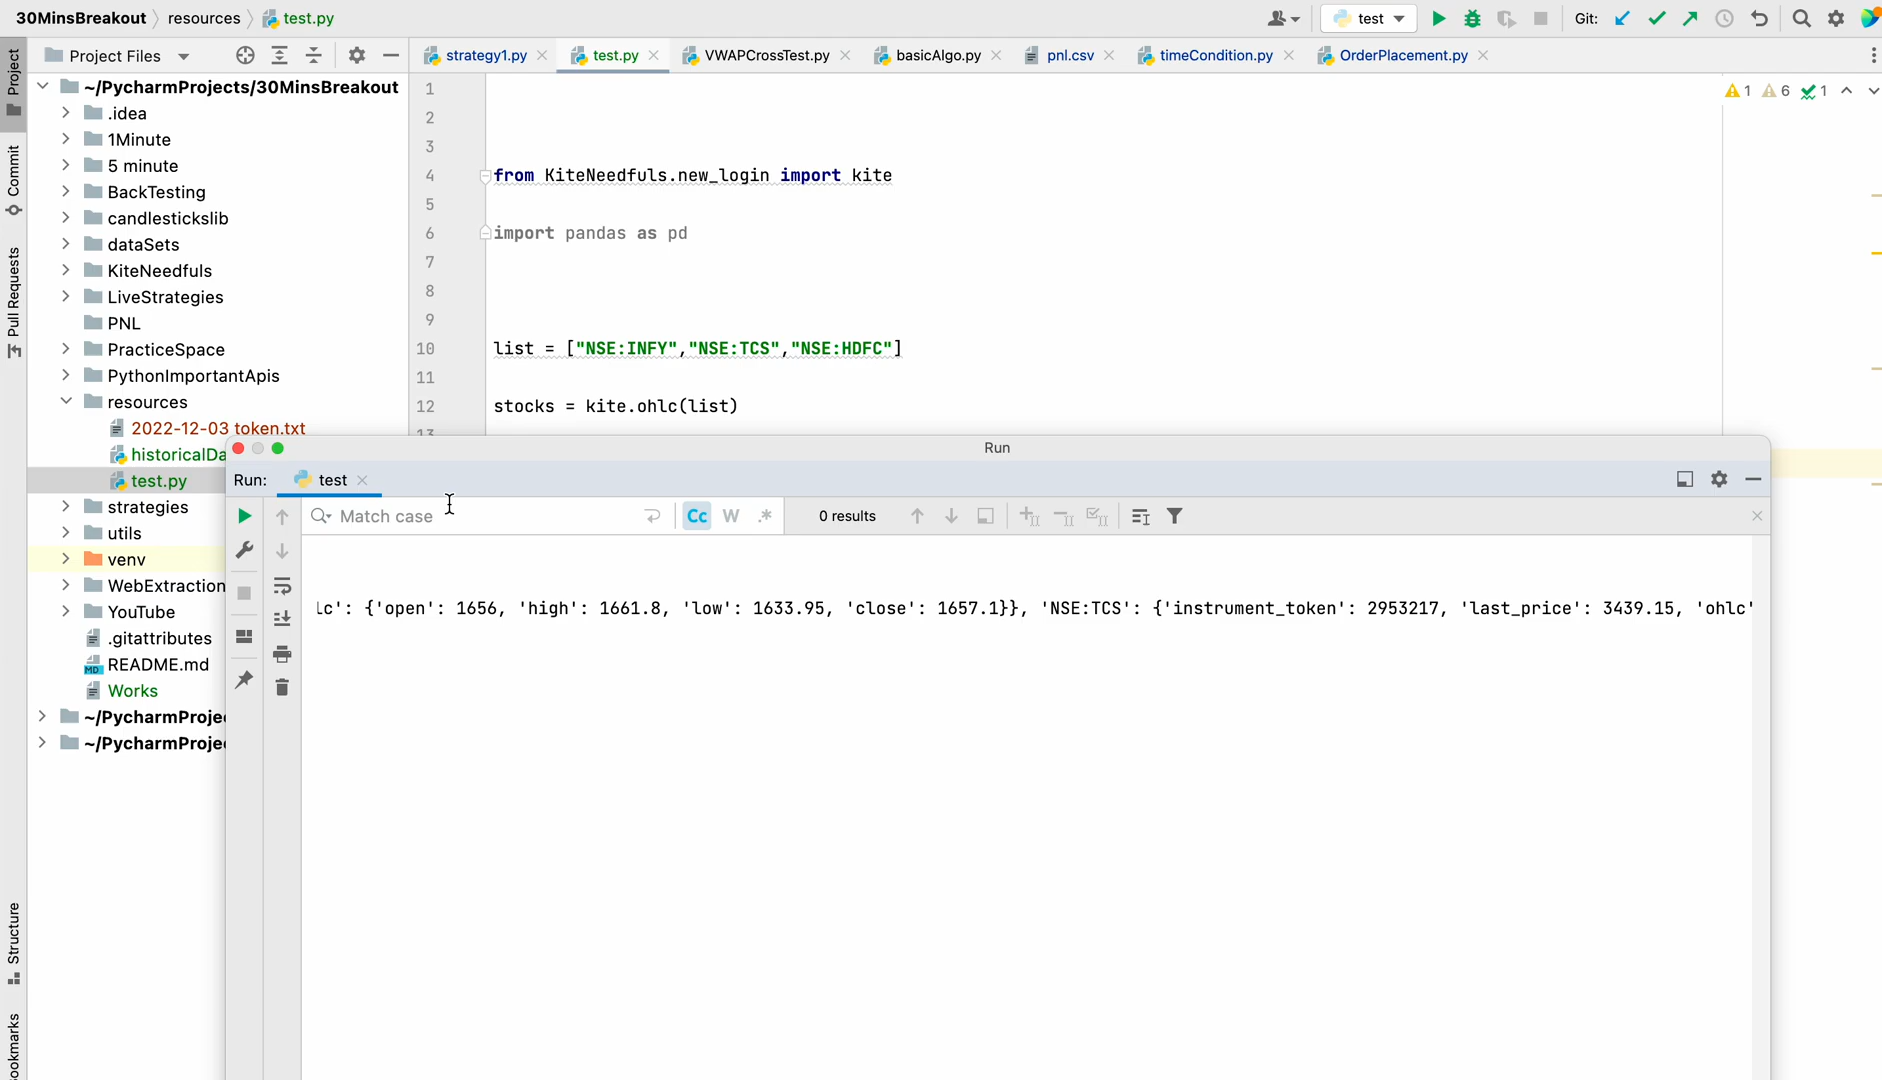 30MinsBreakout resources test.py
test
Git:
Project Files
strategy1.py
test.py
VWAPCrossTest.py
basicAlgo.py
pnl.csv
timeCondition.py
OrderPlacement.py
Project
Commit
Pull Requests
Structure
~/PycharmProjects/30MinsBreakout
.idea
1Minute
5 minute
BackTesting
candlestickslib
dataSets
KiteNeedfuls
LiveStrategies
PNL
PracticeSpace
PythonImportantApis
resources
2022-12-03 token.txt
historicalDa
test.py
strategies
utils
venv
WebExtraction
YouTube
.gitattributes
README.md
Works
~/PycharmProje
~/PycharmProje
1
2
3
4 from KiteNeedfuls.new_login import kite
5
6 import pandas as pd
7
8
9
10 list = ["NSE:INFY","NSE:TCS","NSE:HDFC"]
11
12 stocks = kite.ohlc(list)
13
1 6 1
Run
Run: test
Match case
Cc W .* 0 results
lc': {'open': 1656, 'high': 1661.8, 'low': 1633.95, 'close': 1657.1}}, 'NSE:TCS': {'instrument_token': 2953217, 'last_price': 3439.15, 'ohlc'